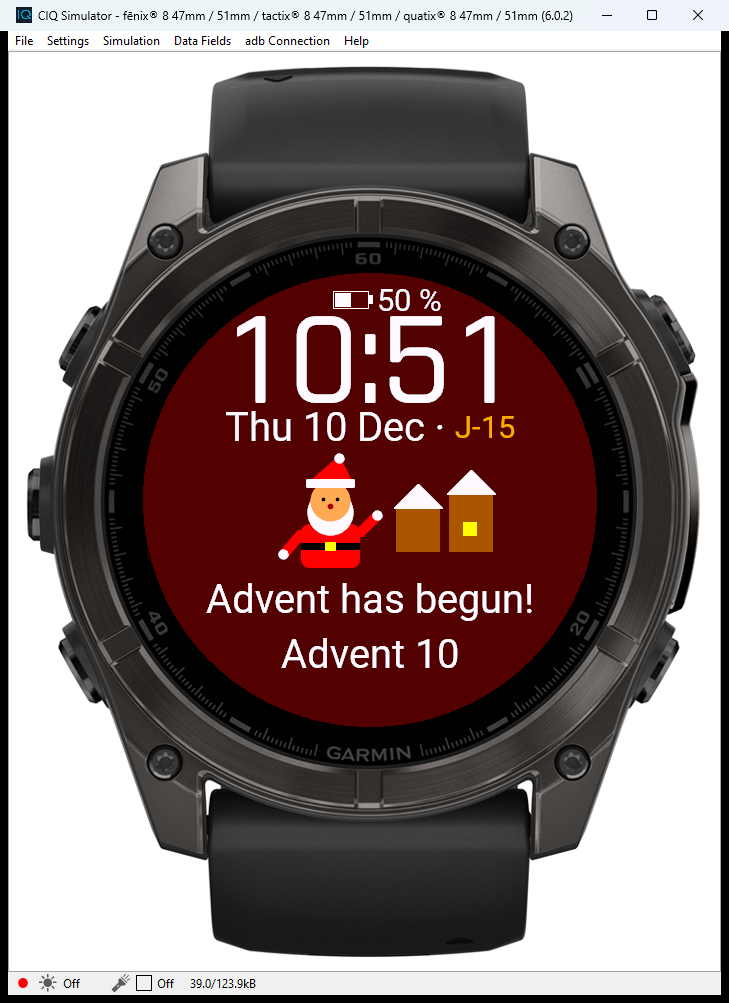 CIQ Simulator - fēnix® 8 47mm / 51mm / tactix® 8 47mm / 51mm / quatix® 8 47mm / 51mm (6.0.2)
File Settings Simulation Data Fields adb Connection Help
60
50 %
10:51
50
Thu 10 Dec · J-15
Advent has begun!
40
20
Advent 10
GARMIN
Off Off 39.0/123.9kB